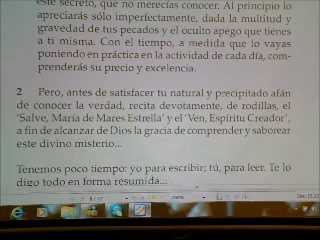 este secreto, que no merecías conocer. Al principio lo
apreciarás sólo imperfectamente, dada la multitud y
gravedad de tus pecados y el oculto apego que tienes
a ti misma. Con el tiempo, a medida que lo vayas
poniendo en práctica en la actividad de cada día, com-
prenderás su precio y excelencia.
2 Pero, antes de satisfacer tu natural y precipitado afán
de conocer la verdad, recita devotamente, de rodillas, el
‘Salve, María de Mares Estrella’ y el ‘Ven, Espíritu Creador’,
a fin de alcanzar de Dios la gracia de comprender y saborear
este divino misterio...
Tenemos poco tiempo: yo para escribir; tú, para leer. Te lo
digo todo en forma resumida...